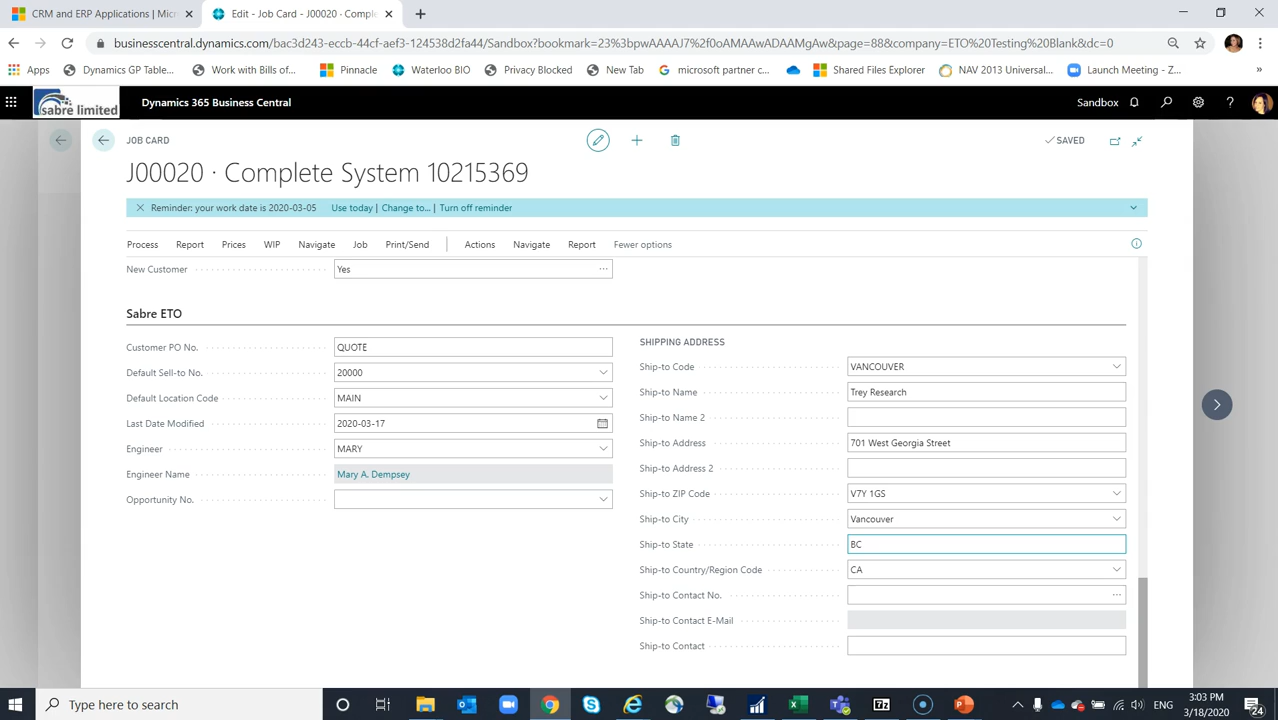 CRM and ERP Applications | Micr
Edit - Job Card - J00020 · Comple
businesscentral.dynamics.com/bac3d243-eccb-44cf-aef3-124538d2fa44/Sandbox?bookmark=23%3bpwAAAAJ7%2f0oAMAAwADAAMgAw&page=88&company=ETO%20Testing%20Blank&dc=0
Apps
Dynamics GP Table...
Work with Bills of...
Pinnacle
Waterloo BIO
Privacy Blocked
New Tab
microsoft partner c...
Shared Files Explorer
NAV 2013 Universal...
Launch Meeting - Z...
»
sabre limited
Dynamics 365 Business Central
Sandbox
JOB CARD
SAVED
J00020 · Complete System 10215369
Reminder: your work date is 2020-03-05 Use today | Change to... | Turn off reminder
Process Report Prices WIP Navigate Job Print/Send | Actions Navigate Report Fewer options
New Customer Yes
Sabre ETO
Customer PO No. QUOTE
Default Sell-to No. 20000
Default Location Code MAIN
Last Date Modified 2020-03-17
Engineer MARY
Engineer Name Mary A. Dempsey
Opportunity No.
SHIPPING ADDRESS
Ship-to Code VANCOUVER
Ship-to Name Trey Research
Ship-to Name 2
Ship-to Address 701 West Georgia Street
Ship-to Address 2
Ship-to ZIP Code V7Y 1G5
Ship-to City Vancouver
Ship-to State BC
Ship-to Country/Region Code CA
Ship-to Contact No.
Ship-to Contact E-Mail
Ship-to Contact
Type here to search
7z
ENG
3:03 PM
3/18/2020
24